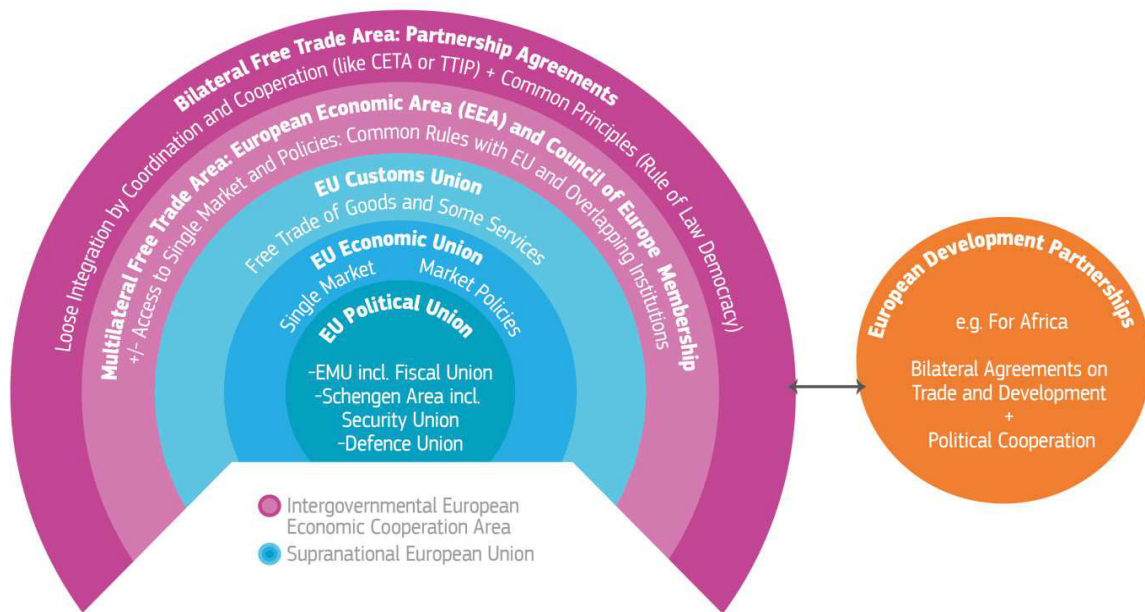 Bilateral Free Trade Area: Partnership Agreements
Loose Integration by Coordination and Cooperation (like CETA or TTIP) + Common Principles (Rule of Law Democracy)
Multilateral Free Trade Area: European Economic Area (EEA) and Council of Europe Membership
+/- Access to Single Market and Policies: Common Rules with EU and Overlapping Institutions
EU Customs Union
Free Trade of Goods and Some Services
EU Economic Union
Single Market Market Policies
EU Political Union
-EMU incl. Fiscal Union
-Schengen Area incl.
Security Union
-Defence Union
Intergovernmental European
Economic Cooperation Area
Supranational European Union
European Development Partnerships
e.g. For Africa
Bilateral Agreements on
Trade and Development
+
Political Cooperation